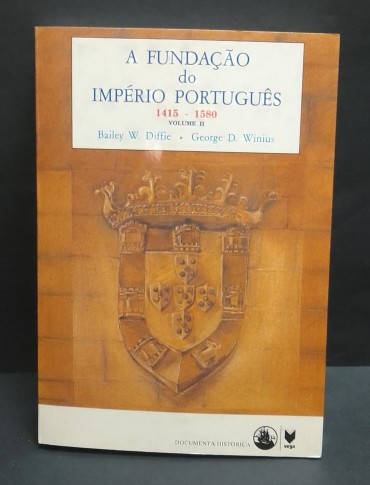 A FUNDAÇÃO
do
IMPÉRIO PORTUGUÊS
1415 - 1580
VOLUME II
Bailey W. Diffie • George D. Winius
DOCUMENTA HISTÓRICA
vega